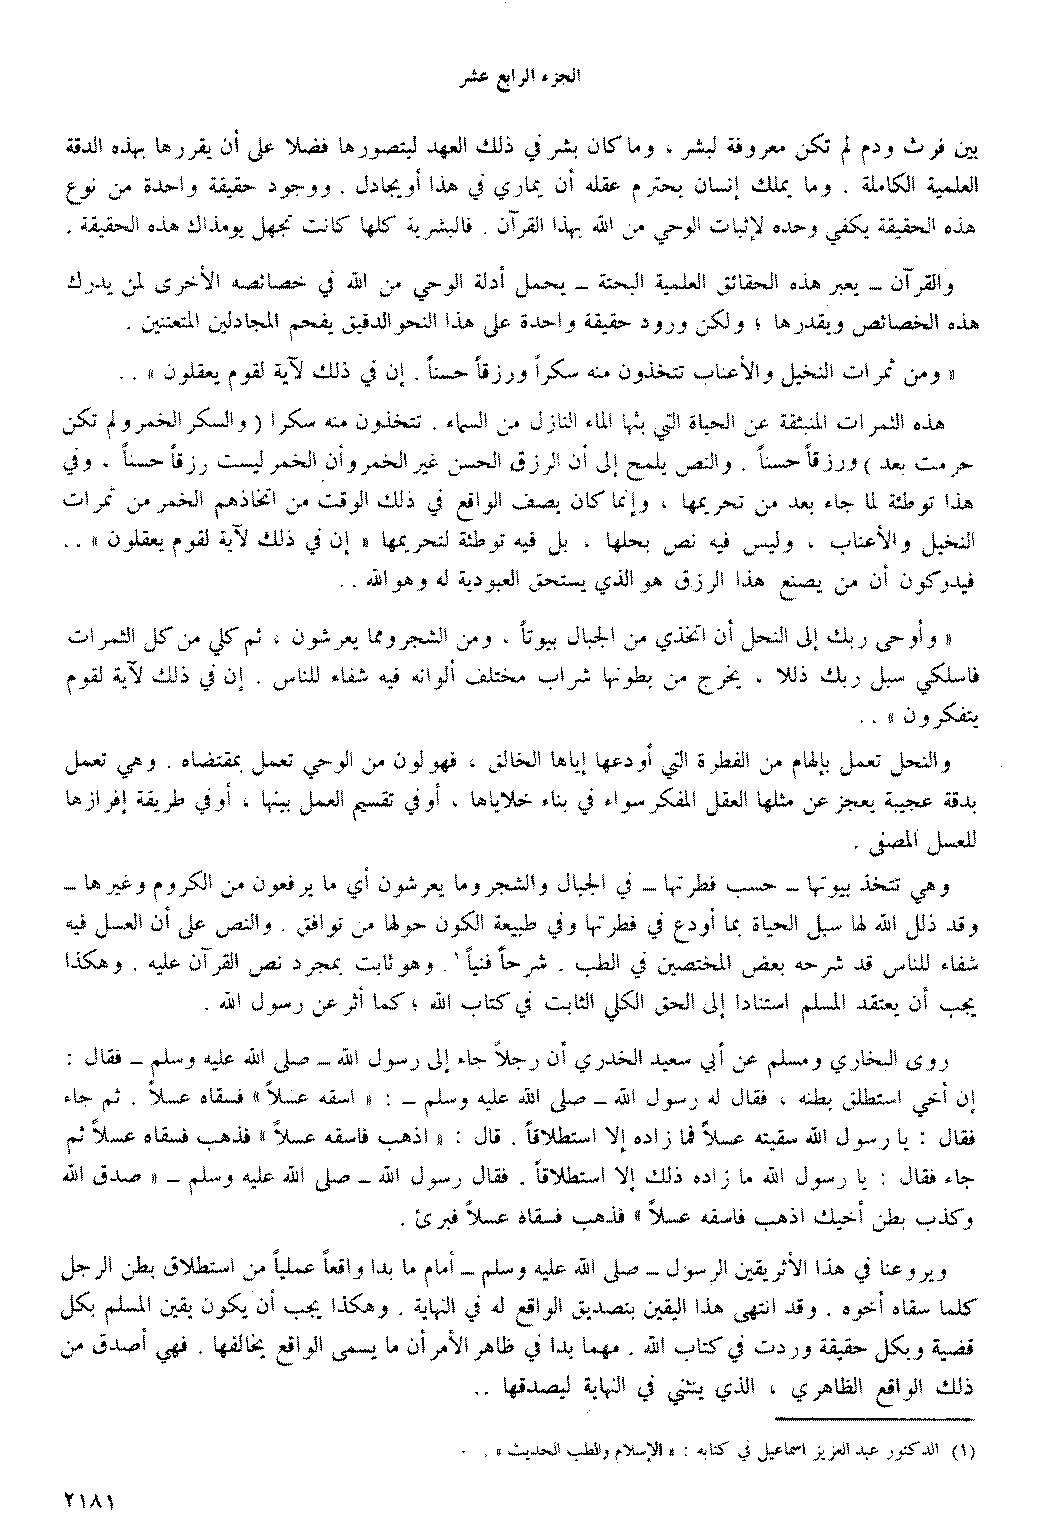 الجزء الرابع عشر
بين فرث ودم لم تكن معروفة لبشر ، وما كان بشر في ذلك العهد ليتصورها فضلا على أن يقررها بهذه الدقة
العلمية الكاملة . وما يملك إنسان يحترم عقله أن يماري في هذا أو يجادل . ووجود حقيقة واحدة من نوع
هذه الحقيقة يكفي وحده لإثبات الوحي من الله بهذا القرآن . فالبشرية كلها كانت تجهل يومذاك هذه الحقيقة .
والقرآن – يعبر هذه الحقائق العلمية البحتة – يحمل أدلة الوحي من الله في خصائصه الأخرى لمن يدرك
هذه الخصائص ويقدرها ؛ ولكن ورود حقيقة واحدة على هذا النحو الدقيق يفحم المجادلين المتعنتين .
« ومن ثمرات النخيل والأعناب تتخذون منه سكراً ورزقاً حسناً . إن في ذلك لآية لقوم يعقلون » . .
هذه الثمرات المنبثقة عن الحياة التي بثها الماء النازل من السماء . تتخذون منه سكرا ( والسكر الخمر ولم تكن
حرمت بعد ) ورزقاً حسناً . والنص يلمح إلى أن الرزق الحسن غير الخمر وأن الخمر ليست رزقاً حسناً ، وفي
هذا توطئة لما جاء بعد من تحريمها ، وإنما كان يصف الواقع في ذلك الوقت من اتخاذهم الخمر من ثمرات
النخيل والأعناب ، وليس فيه نص بحلها ، بل فيه توطئة لتحريمها « إن في ذلك لآية لقوم يعقلون » . .
فيدركون أن من يصنع هذا الرزق هو الذي يستحق العبودية له وهو الله . .
« وأوحى ربك إلى النحل أن اتخذي من الجبال بيوتاً ، ومن الشجر ومما يعرشون ، ثم كلي من كل الثمرات
فاسلكي سبل ربك ذللا ، يخرج من بطونها شراب مختلف ألوانه فيه شفاء للناس . إن في ذلك لآية لقوم
يتفكرون » . .
والنحل تعمل بإلهام من الفطرة التي أودعها إياها الخالق ، فهو لون من الوحي تعمل بمقتضاه . وهي تعمل
بدقة عجيبة يعجز عن مثلها العقل المفكر سواء في بناء خلاياها ، أو في تقسيم العمل بينها ، أو في طريقة إفرازها
للعسل المصفى .
وهي تتخذ بيوتها – حسب فطرتها – في الجبال والشجر وما يعرشون أي ما يرفعون من الكروم وغيرها –
وقد ذلل الله لها سبل الحياة بما أودع في فطرتها وفي طبيعة الكون حولها من توافق . والنص على أن العسل فيه
شفاء للناس قد شرحه بعض المختصين في الطب . شرحاً فنياً ١ . وهو ثابت بمجرد نص القرآن عليه . وهكذا
يجب أن يعتقد المسلم استنادا إلى الحق الكلي الثابت في كتاب الله ؛ كما أثر عن رسول الله .
روى البخاري ومسلم عن أبي سعيد الخدري أن رجلاً جاء إلى رسول الله – صلى الله عليه وسلم – فقال :
إن أخي استطلق بطنه ، فقال له رسول الله – صلى الله عليه وسلم – : « اسقه عسلاً » فسقاه عسلاً . ثم جاء
فقال : يا رسول الله سقيته عسلاً فما زاده إلا استطلاقاً . قال : « اذهب فاسقه عسلاً » فذهب فسقاه عسلاً ثم
جاء فقال : يا رسول الله ما زاده ذلك إلا استطلاقاً . فقال رسول الله – صلى الله عليه وسلم – « صدق الله
وكذب بطن أخيك اذهب فاسقه عسلاً » فذهب فسقاه عسلاً فبرئ .
ويروعنا في هذا الأثر يقين الرسول – صلى الله عليه وسلم – أمام ما بدا واقعاً عملياً من استطلاق بطن الرجل
كلما سقاه أخوه . وقد انتهى هذا اليقين بتصديق الواقع له في النهاية . وهكذا يجب أن يكون يقين المسلم بكل
قضية وبكل حقيقة وردت في كتاب الله . مهما بدا في ظاهر الأمر أن ما يسمى الواقع يخالفها . فهي أصدق من
ذلك الواقع الظاهري ، الذي ينثني في النهاية ليصدقها . .
(١) الدكتور عبد العزيز اسماعيل في كتابه : « الإسلام والطب الحديث » .
٢١٨١